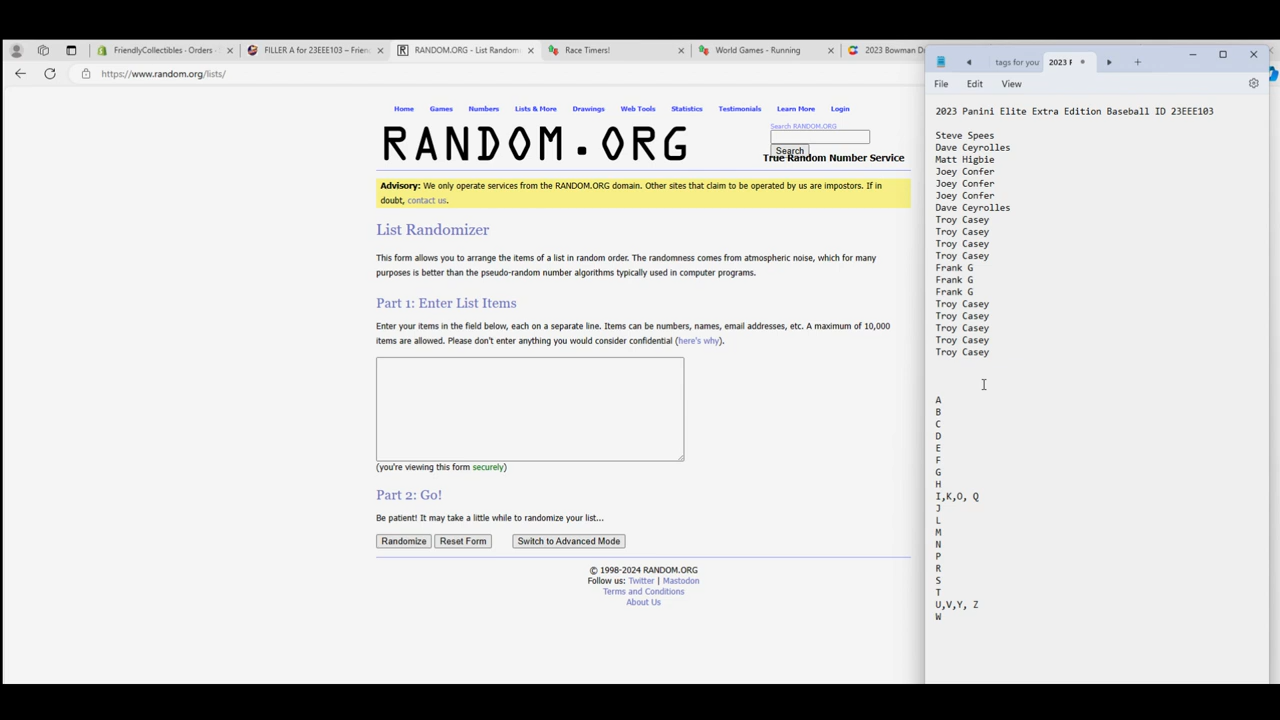 FriendlyCollectibles - Orders -
FILLER A for 23EEE103 – Frien
RANDOM.ORG - List Random
Race Timers!
World Games - Running
2023 Bowman D
https://www.random.org/lists/
Home Games Numbers Lists & More Drawings Web Tools Statistics Testimonials Learn More Login
RANDOM.ORG
Search RANDOM.ORG
Search
True Random Number Service
Advisory: We only operate services from the RANDOM.ORG domain. Other sites that claim to be operated by us are impostors. If in
doubt, contact us.
List Randomizer
This form allows you to arrange the items of a list in random order. The randomness comes from atmospheric noise, which for many
purposes is better than the pseudo-random number algorithms typically used in computer programs.
Part 1: Enter List Items
Enter your items in the field below, each on a separate line. Items can be numbers, names, email addresses, etc. A maximum of 10,000
items are allowed. Please don't enter anything you would consider confidential (here's why).
(you're viewing this form securely)
Part 2: Go!
Be patient! It may take a little while to randomize your list...
Randomize Reset Form Switch to Advanced Mode
© 1998-2024 RANDOM.ORG
Follow us: Twitter | Mastodon
Terms and Conditions
About Us
tags for you
2023 F
File Edit View
2023 Panini Elite Extra Edition Baseball ID 23EEE103
Steve Spees
Dave Ceyrolles
Matt Higbie
Joey Confer
Joey Confer
Joey Confer
Dave Ceyrolles
Troy Casey
Troy Casey
Troy Casey
Troy Casey
Frank G
Frank G
Frank G
Troy Casey
Troy Casey
Troy Casey
Troy Casey
Troy Casey
A
B
C
D
E
F
G
H
I,K,O, Q
J
L
M
N
P
R
S
T
U,V,Y, Z
W